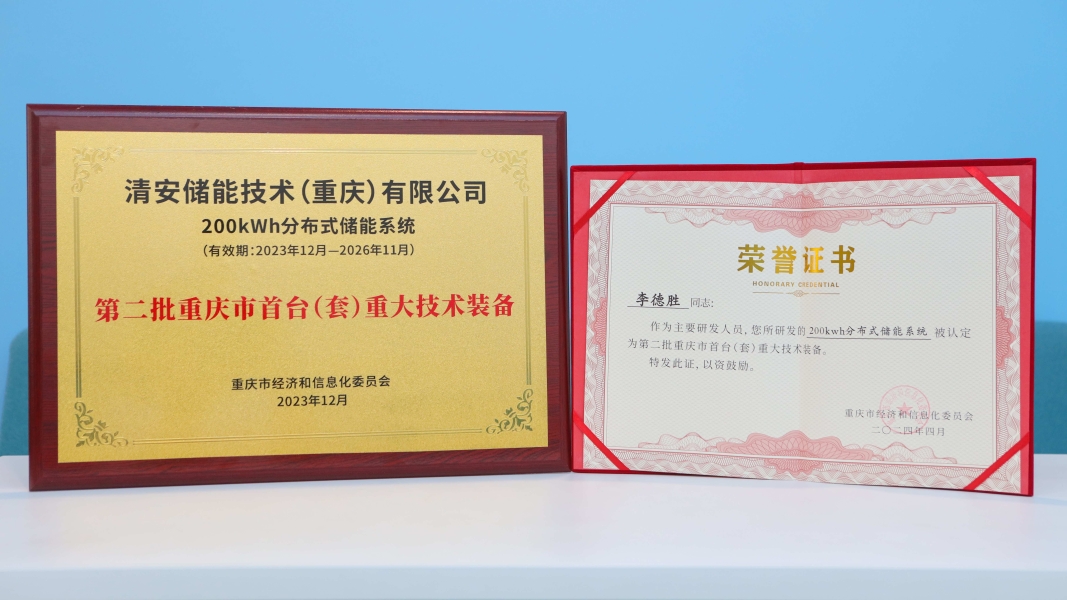 清安储能技术（重庆）有限公司
200kWh分布式储能系统
（有效期：2023年12月—2026年11月）
第二批重庆市首台（套）重大技术装备
重庆市经济和信息化委员会
2023年12月
荣誉证书
HONORARY CREDENTIAL
李德胜 同志：
作为主要研发人员，您所研发的200kwh分布式储能系统 被认定
为第二批重庆市首台（套）重大技术装备。
特发此证，以资鼓励。
重庆市经济和信息化委员会
二〇二四年四月